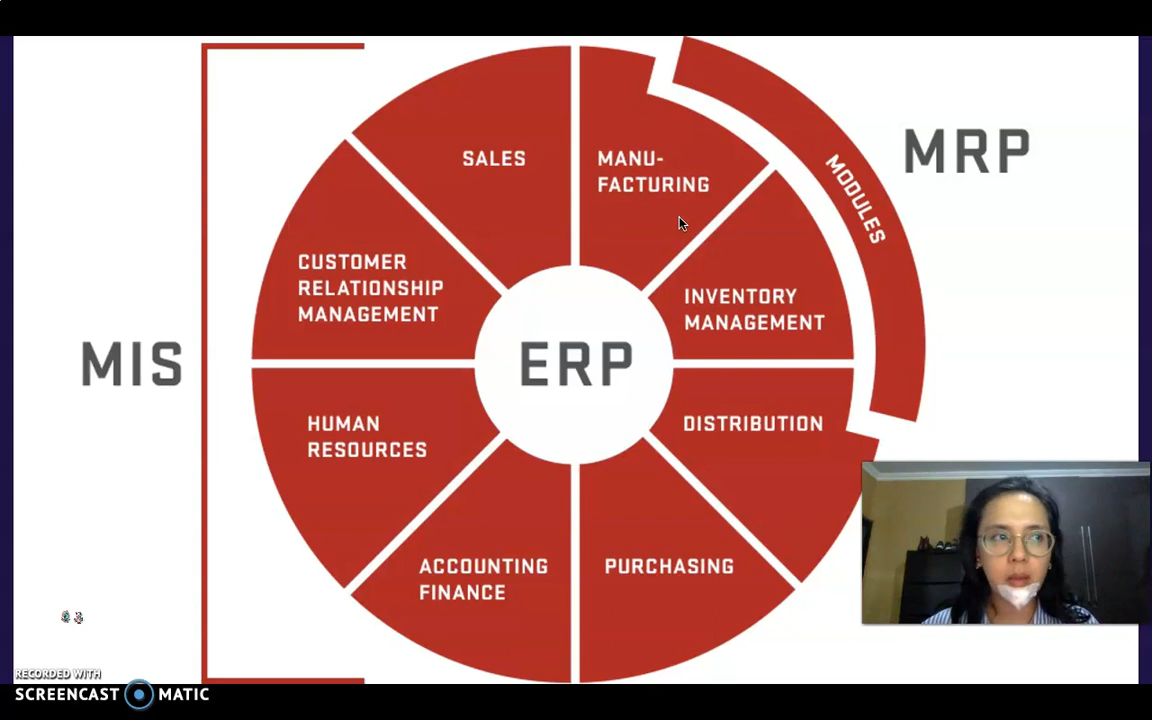 SALES
MANU-
FACTURING
MODULES
MRP
CUSTOMER
RELATIONSHIP
MANAGEMENT
INVENTORY
MANAGEMENT
MIS
ERP
HUMAN
RESOURCES
DISTRIBUTION
ACCOUNTING
FINANCE
PURCHASING
RECORDED WITH
SCREENCAST MATIC